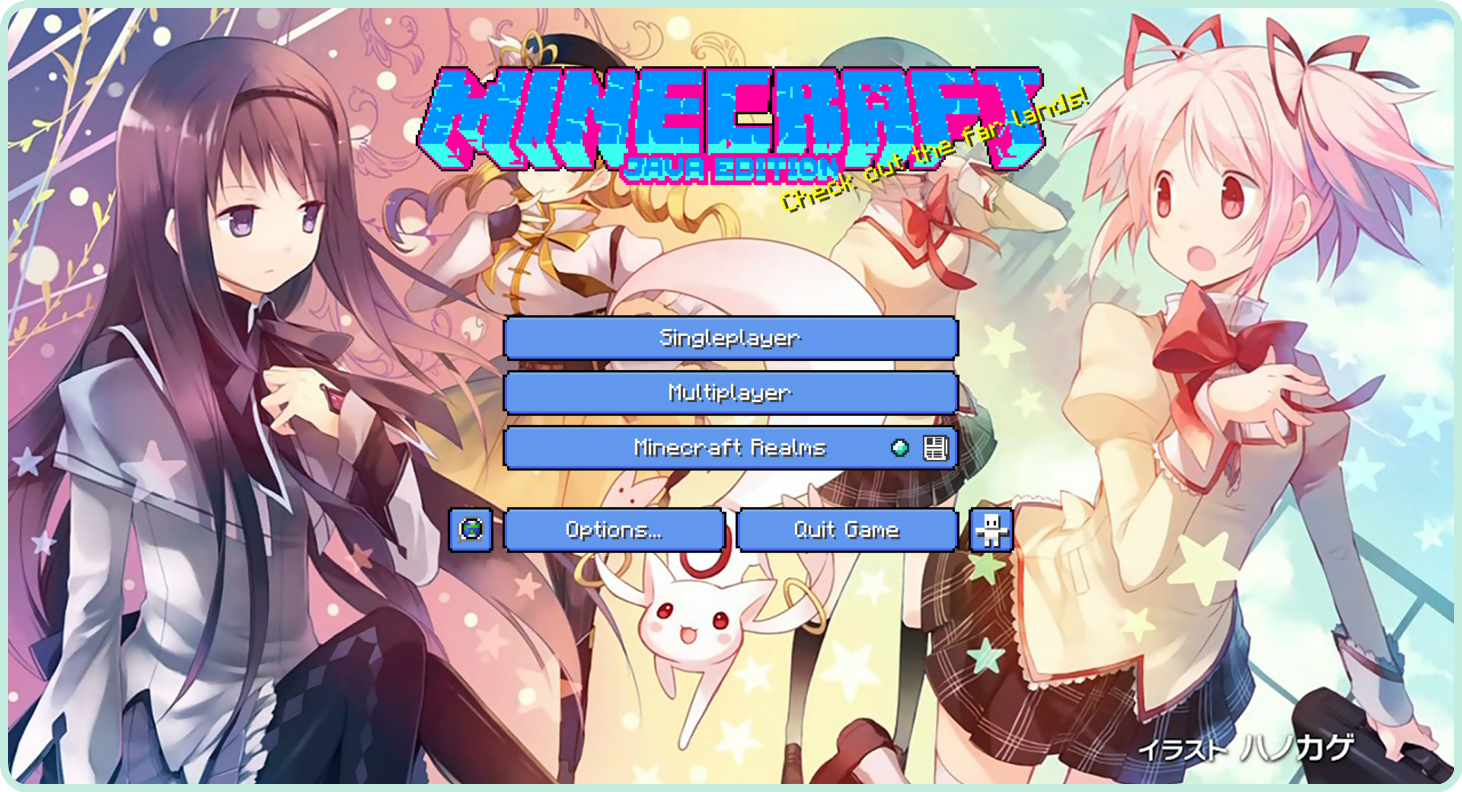 MINECRAFT
JAVA EDITION
Check out the far lands!
Singleplayer
Multiplayer
Minecraft Realms
Options...
Quit Game
イラスト ハノカゲ